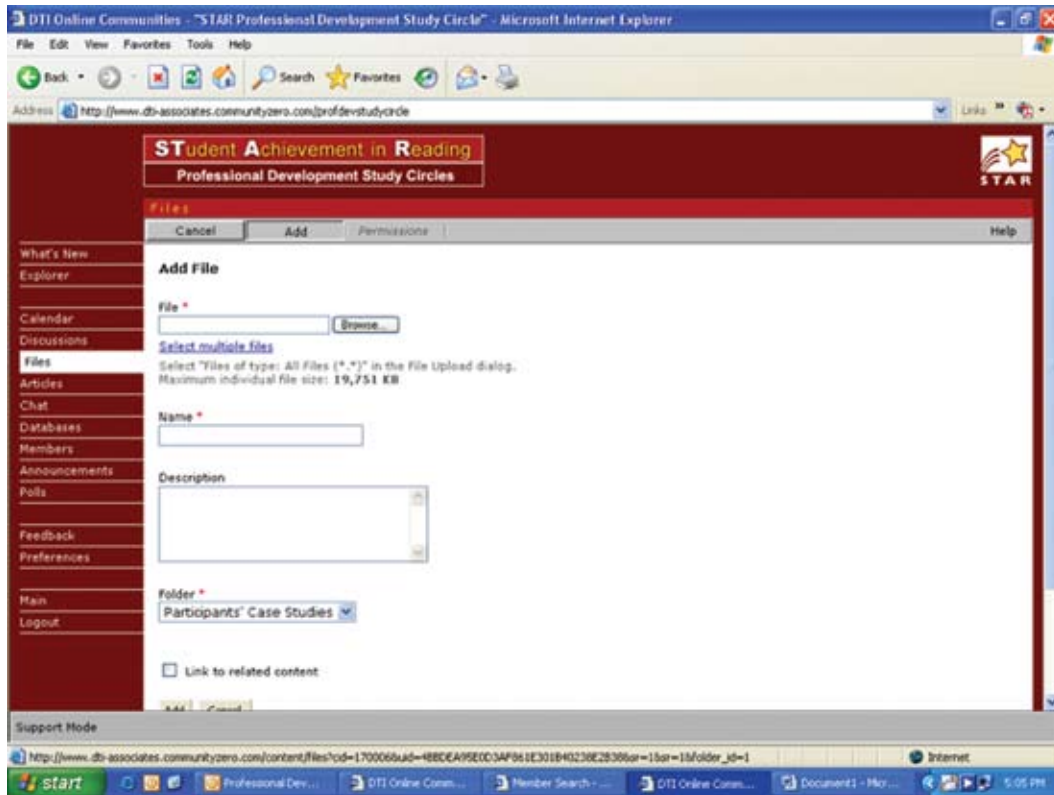 DTI Online Communities - "STAR Professional Development Study Circle" - Microsoft Internet Explorer
File Edit View Favorites Tools Help
Back Search Favorites
Address http://www.dti-associates.communityzero.com/profdevstudycircle Links
STudent Achievement in Reading
Professional Development Study Circles
STAR
Files
Cancel Add Permissions Help
What's New
Explorer
Calendar
Discussions
Files
Articles
Chat
Databases
Members
Announcements
Polls
Feedback
Preferences
Main
Logout
Add File
File *
Browse...
Select multiple files
Select "Files of type: All Files (*.*)" in the File Upload dialog.
Maximum individual file size: 19,751 KB
Name *
Description
Folder *
Participants' Case Studies
Link to related content
Add Cancel
Support Mode
Internet
start Professional Dev... DTI Online Comm... Member Search - ... DTI Online Comm... Document1 - Micr... 5:05 PM